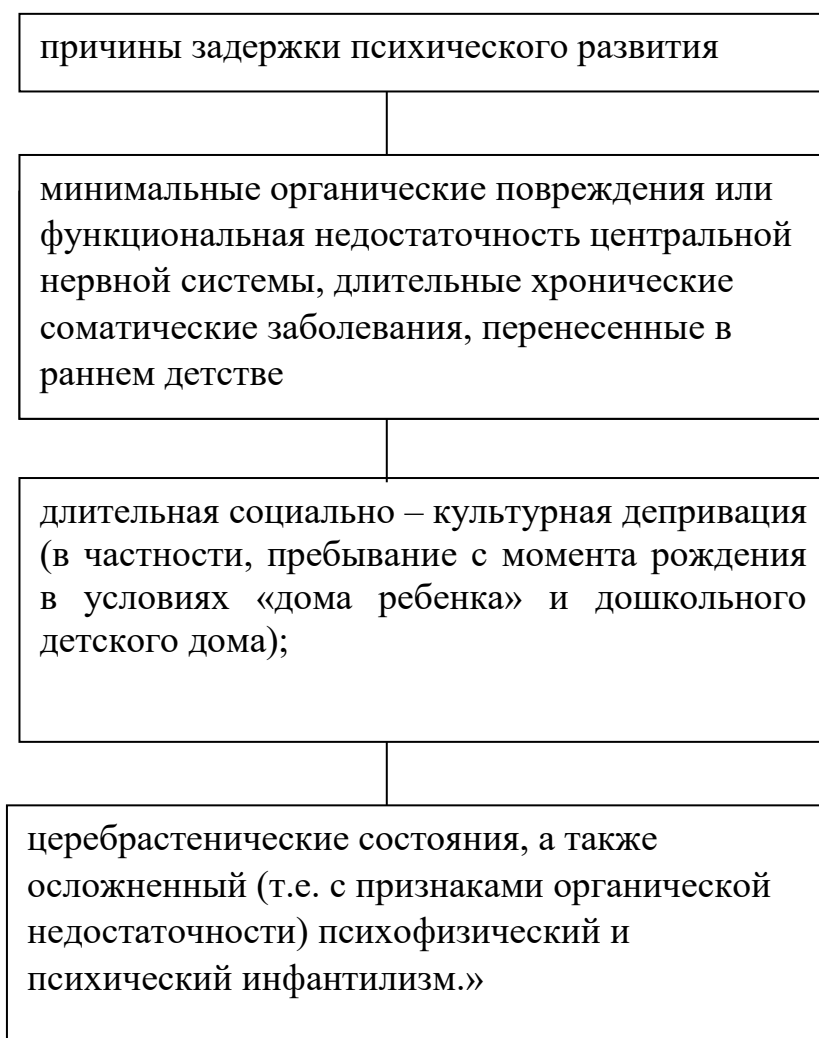 причины задержки психического развития
минимальные органические повреждения или
функциональная недостаточность центральной
нервной системы, длительные хронические
соматические заболевания, перенесенные в
раннем детстве
длительная социально – культурная депривация
(в частности, пребывание с момента рождения
в условиях «дома ребенка» и дошкольного
детского дома);
церебрастенические состояния, а также
осложненный (т.е. с признаками органической
недостаточности) психофизический и
психический инфантилизм.»